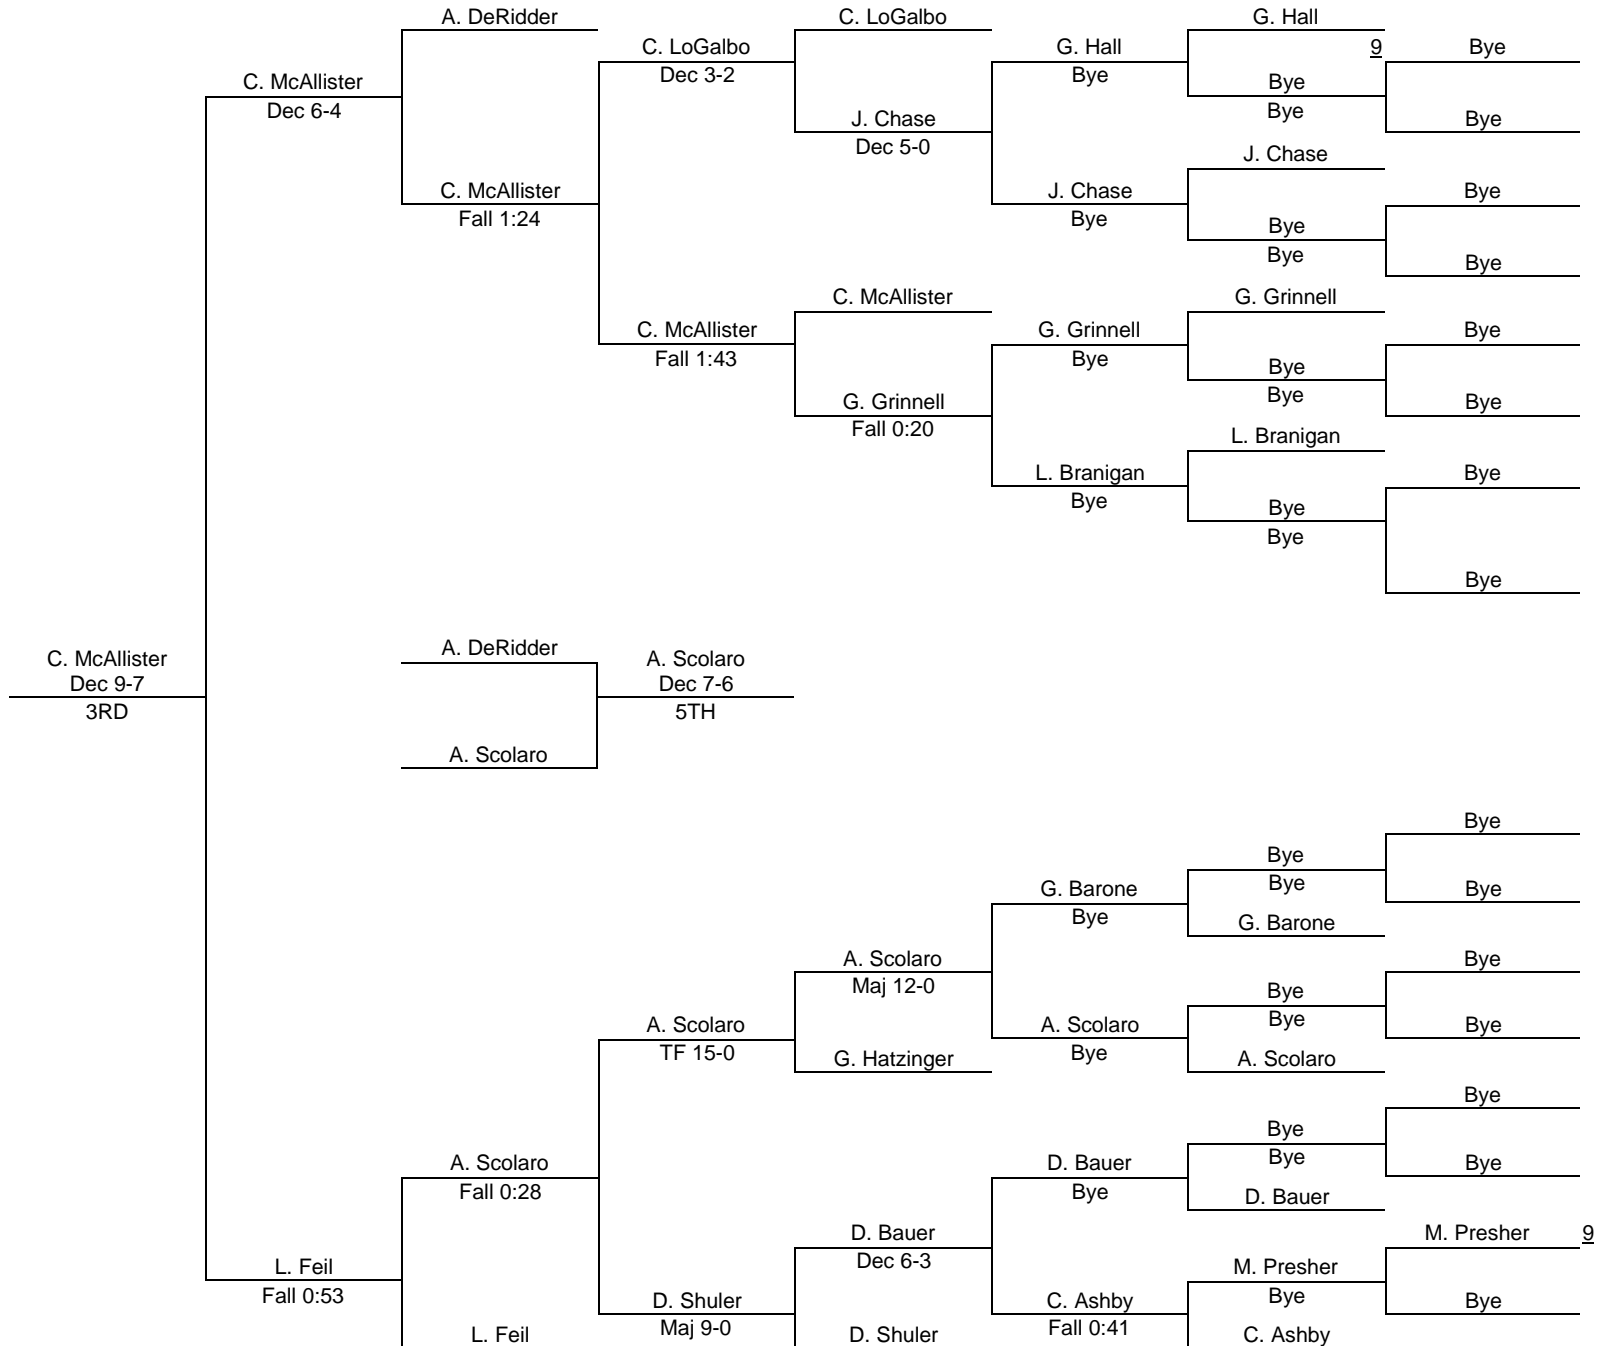 A. DeRidder
C. LoGalbo
G. Hall
C. LoGalbo
Dec 3-2
G. Hall
Bye
9
Bye
C. McAllister
Dec 6-4
Bye
Bye
J. Chase
Dec 5-0
Bye
J. Chase
C. McAllister
Fall 1:24
J. Chase
Bye
Bye
Bye
Bye
Bye
C. McAllister
G. Grinnell
C. McAllister
Fall 1:43
G. Grinnell
Bye
Bye
Bye
Bye
G. Grinnell
Fall 0:20
Bye
L. Branigan
L. Branigan
Bye
Bye
Bye
Bye
Bye
A. DeRidder
C. McAllister
Dec 9-7
3RD
A. Scolaro
Dec 7-6
5TH
A. Scolaro
Bye
Bye
Bye
G. Barone
Bye
Bye
G. Barone
A. Scolaro
Maj 12-0
Bye
Bye
Bye
A. Scolaro
TF 15-0
A. Scolaro
Bye
Bye
G. Hatzinger
A. Scolaro
Bye
Bye
Bye
A. Scolaro
Fall 0:28
D. Bauer
Bye
Bye
D. Bauer
D. Bauer
Dec 6-3
M. Presher 9
L. Feil
Fall 0:53
M. Presher
Bye
D. Shuler
Maj 9-0
C. Ashby
Fall 0:41
Bye
L. Feil
D. Shuler
C. Ashby